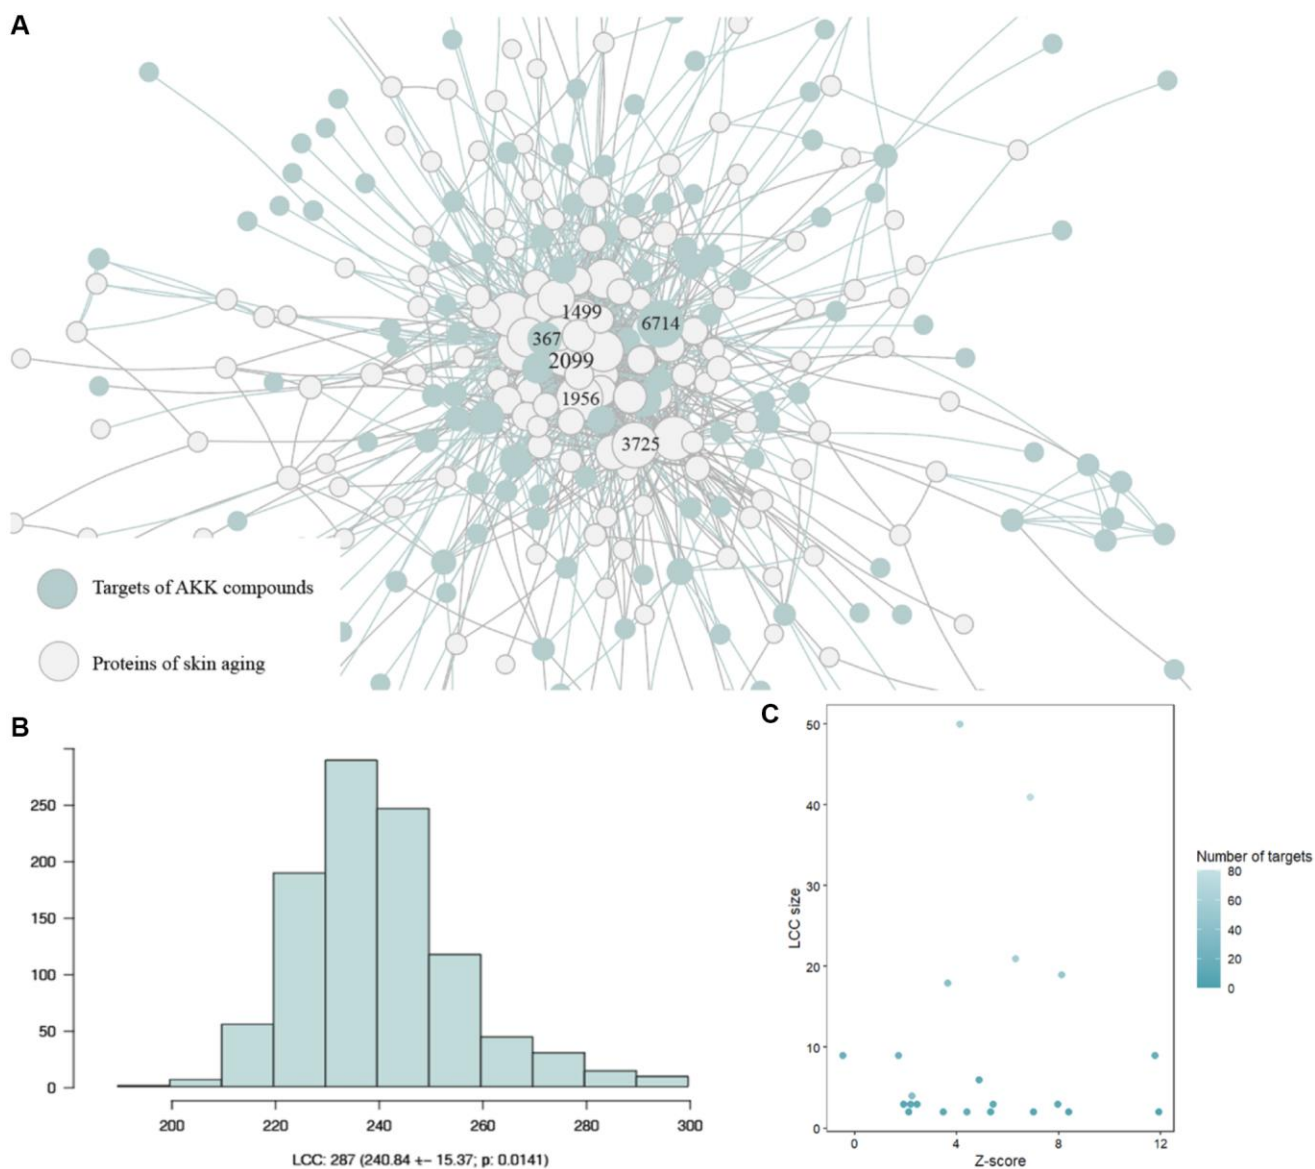 A
1499
6714
367
2099
1956
3725
Targets of AKK compounds
Proteins of skin aging
B
250
200
150
100
50
0
200 220 240 260 280 300
LCC: 287 (240.84 +− 15.37; p: 0.0141)
C
50
40
30
20
10
0
LCC size
0 4 8 12
Z-score
Number of targets
80
60
40
20
0